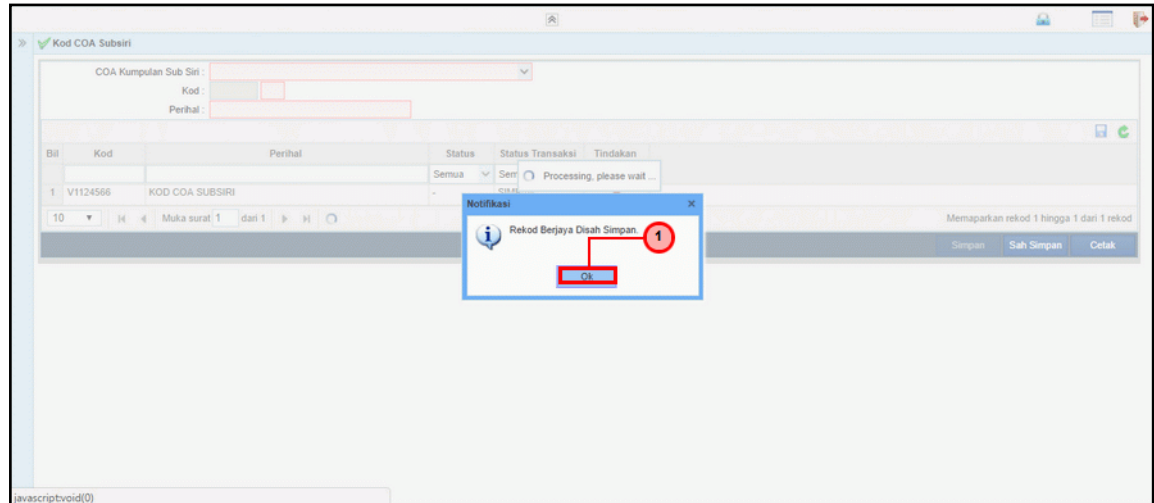 Kod COA Subsiri
COA Kumpulan Sub Siri :
Kod :
Perihal :
Bil Kod Perihal Status Status Transaksi Tindakan
Semua Sem Processing, please wait ...
1 V1124566 KOD COA SUBSIRI -
Notifikasi
10 Muka surat 1 dari 1 Memaparkan rekod 1 hingga 1 dari 1 rekod
Rekod Berjaya Disah Simpan. 1
Simpan Sah Simpan Cetak
Ok
javascript:void(0)